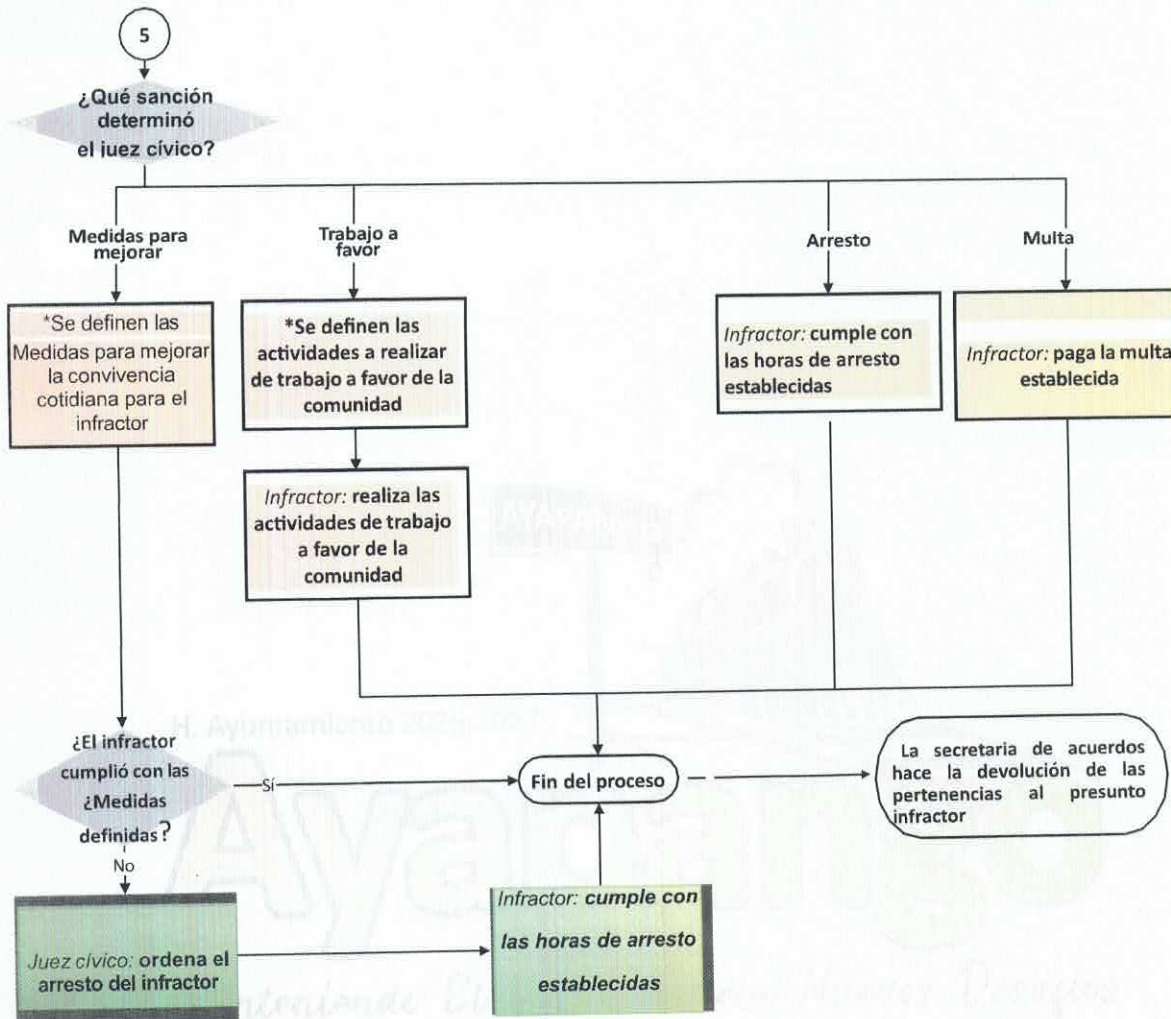 5
¿Qué sanción
determinó
el juez cívico?
Medidas para
mejorar
Trabajo a
favor
Arresto
Multa
*Se definen las
Medidas para mejorar
la convivencia
cotidiana para el
infractor
*Se definen las
actividades a realizar
de trabajo a favor de la
comunidad
Infractor: cumple con
las horas de arresto
establecidas
Infractor: paga la multa
establecida
Infractor: realiza las
actividades de trabajo
a favor de la
comunidad
H. Ayuntamiento
¿El infractor
cumplió con las
¿Medidas
definidas?
Sí
Fin del proceso
La secretaria de acuerdos
hace la devolución de las
pertenencias al presunto
infractor
Ayapango
No
Juez cívico: ordena el
arresto del infractor
Infractor: cumple con
las horas de arresto
establecidas